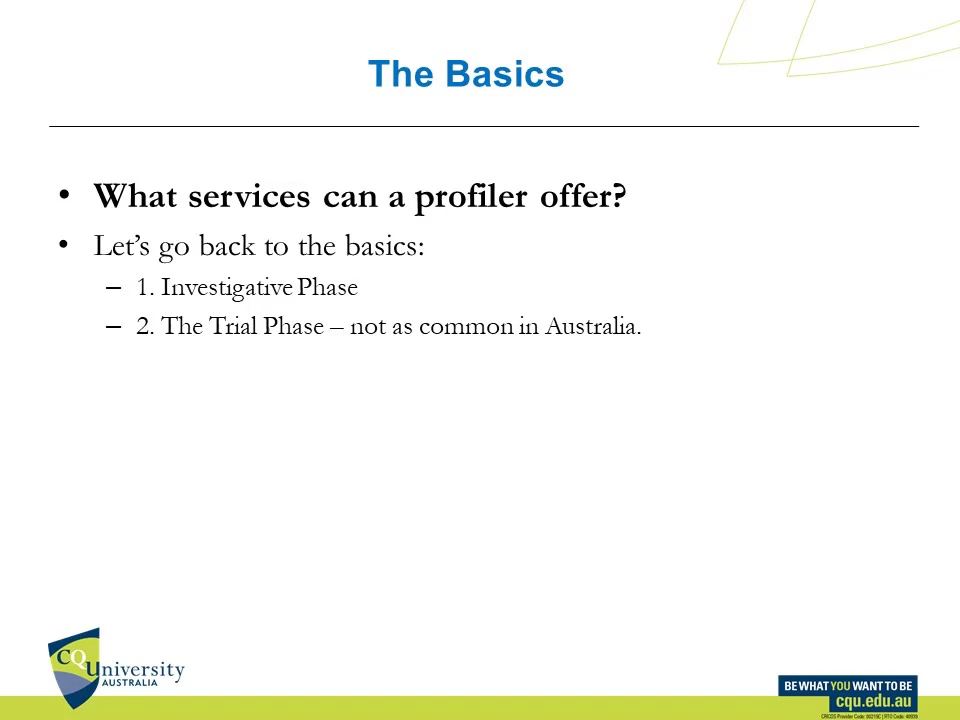 The Basics
• What services can a profiler offer?
• Let's go back to the basics:
– 1. Investigative Phase
– 2. The Trial Phase – not as common in Australia.
CQUniversity
AUSTRALIA
BE WHAT YOU WANT TO BE
cqu.edu.au